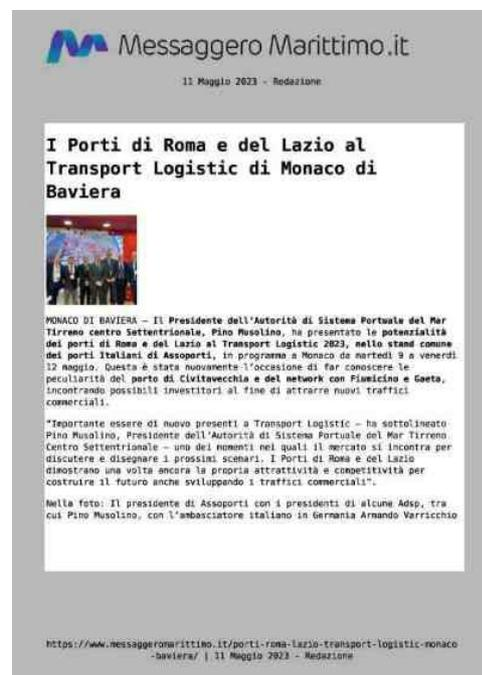 Messaggero Marittimo.it
11 Maggio 2023 - Redazione
I Porti di Roma e del Lazio al
Transport Logistic di Monaco di
Baviera
MONACO DI BAVIERA – Il Presidente dell'Autorità di Sistema Portuale del Mar
Tirreno centro Settentrionale, Pino Musolino, ha presentato le potenzialità
dei porti di Roma e del Lazio al Transport Logistic 2023, nello stand comune
dei porti Italiani di Assoporti, in programma a Monaco da martedì 9 a venerdì
12 maggio. Questa è stata nuovamente l'occasione di far conoscere le
peculiarità del porto di Civitavecchia e del network con Fiumicino e Gaeta,
incontrando possibili investitori al fine di attrarre nuovi traffici
commerciali.
"Importante essere di nuovo presenti a Transport Logistic – ha sottolineato
Pino Musolino, Presidente dell'Autorità di Sistema Portuale del Mar Tirreno
Centro Settentrionale – uno dei momenti nei quali il mercato si incontra per
discutere e disegnare i prossimi scenari. I Porti di Roma e del Lazio
dimostrano una volta ancora la propria attrattività e competitività per
costruire il futuro anche sviluppando i traffici commerciali".
Nella foto: Il presidente di Assoporti con i presidenti di alcune Adsp, tra
cui Pino Musolino, con l'ambasciatore italiano in Germania Armando Varricchio
https://www.messaggeromarittimo.it/porti-roma-lazio-transport-logistic-monaco
-baviera/ | 11 Maggio 2023 - Redazione